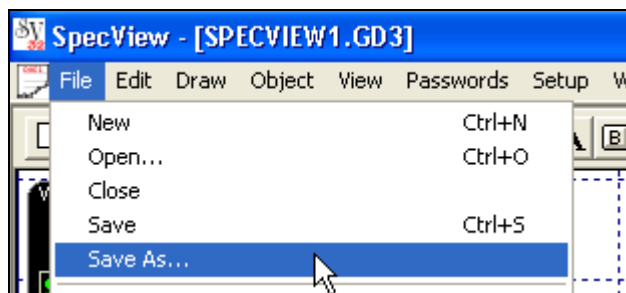 SpecView - [SPECVIEW1.GD3]
File Edit Draw Object View Passwords Setup
New Ctrl+N
Open... Ctrl+O
Close
Save Ctrl+S
Save As...